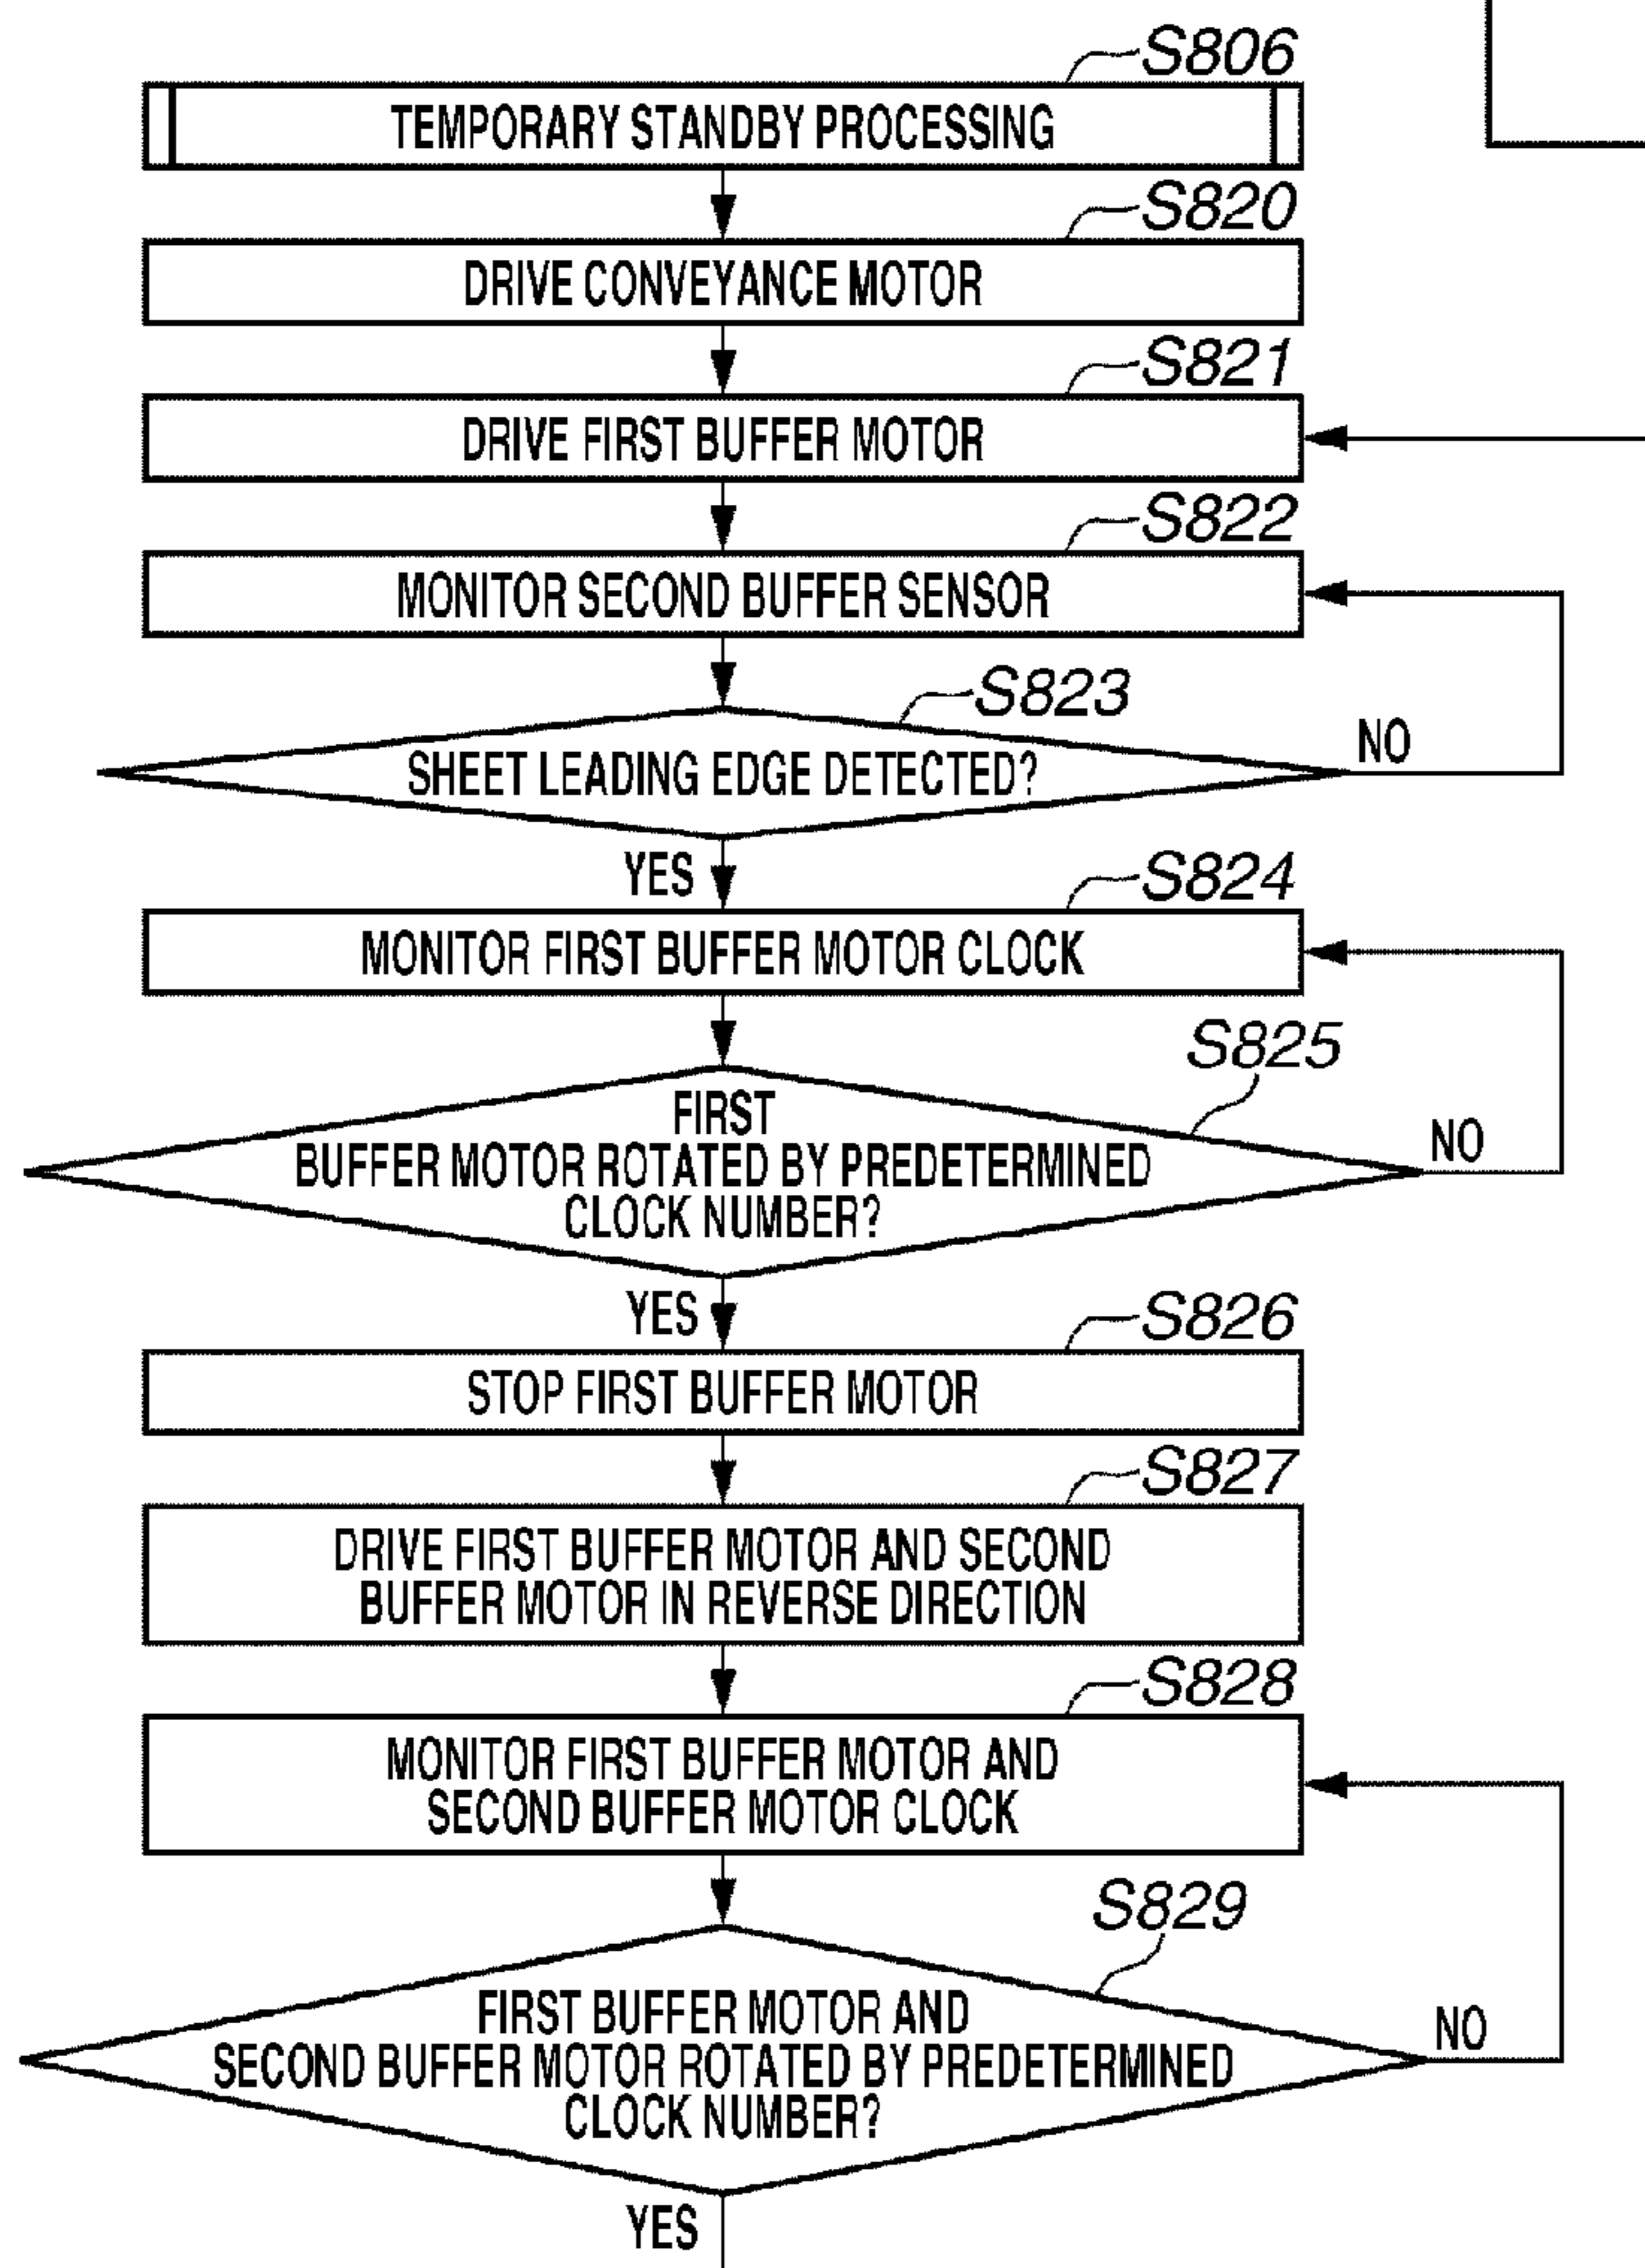 S806
TEMPORARY STANDBY PROCESSING
S820
DRIVE CONVEYANCE MOTOR
S821
DRIVE FIRST BUFFER MOTOR
S822
MONITOR SECOND BUFFER SENSOR
S823
SHEET LEADING EDGE DETECTED?
NO
YES
S824
MONITOR FIRST BUFFER MOTOR CLOCK
S825
FIRST
BUFFER MOTOR ROTATED BY PREDETERMINED
CLOCK NUMBER?
NO
YES
S826
STOP FIRST BUFFER MOTOR
S827
DRIVE FIRST BUFFER MOTOR AND SECOND
BUFFER MOTOR IN REVERSE DIRECTION
S828
MONITOR FIRST BUFFER MOTOR AND
SECOND BUFFER MOTOR CLOCK
S829
FIRST BUFFER MOTOR AND
SECOND BUFFER MOTOR ROTATED BY PREDETERMINED
CLOCK NUMBER?
NO
YES